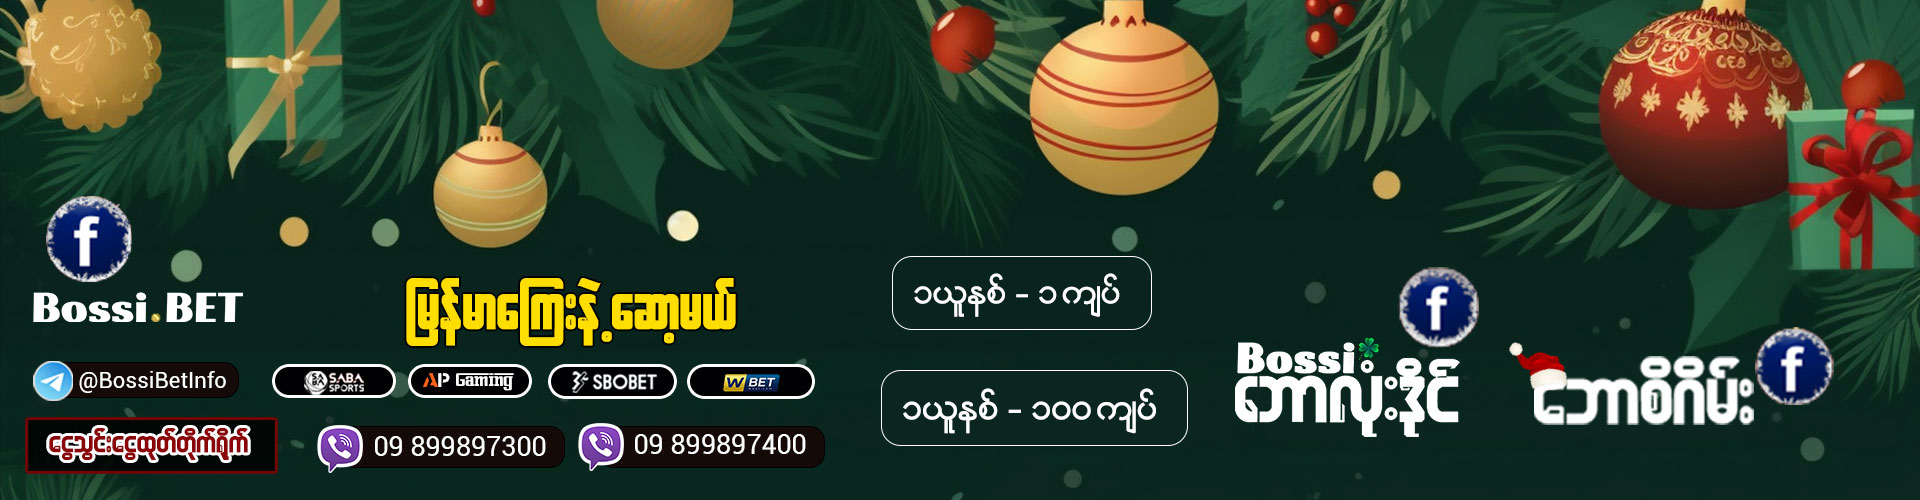 f
Bossi.BET
@BossiBetInfo
ငွေသွင်းငွေထုတ်တိုက်ရိုက်
မြန်မာကြေးနဲ့ဆော့မယ်
SABA SPORTS
AP Gaming
SBOBET
W BET
09 899897300
09 899897400
၁ယူနစ် - ၁ ကျပ်
၁ယူနစ် - ၁၀၀ ကျပ်
f
Bossi
ဘောလုံးဒိုင်
f
ဘောစီဂိမ်း